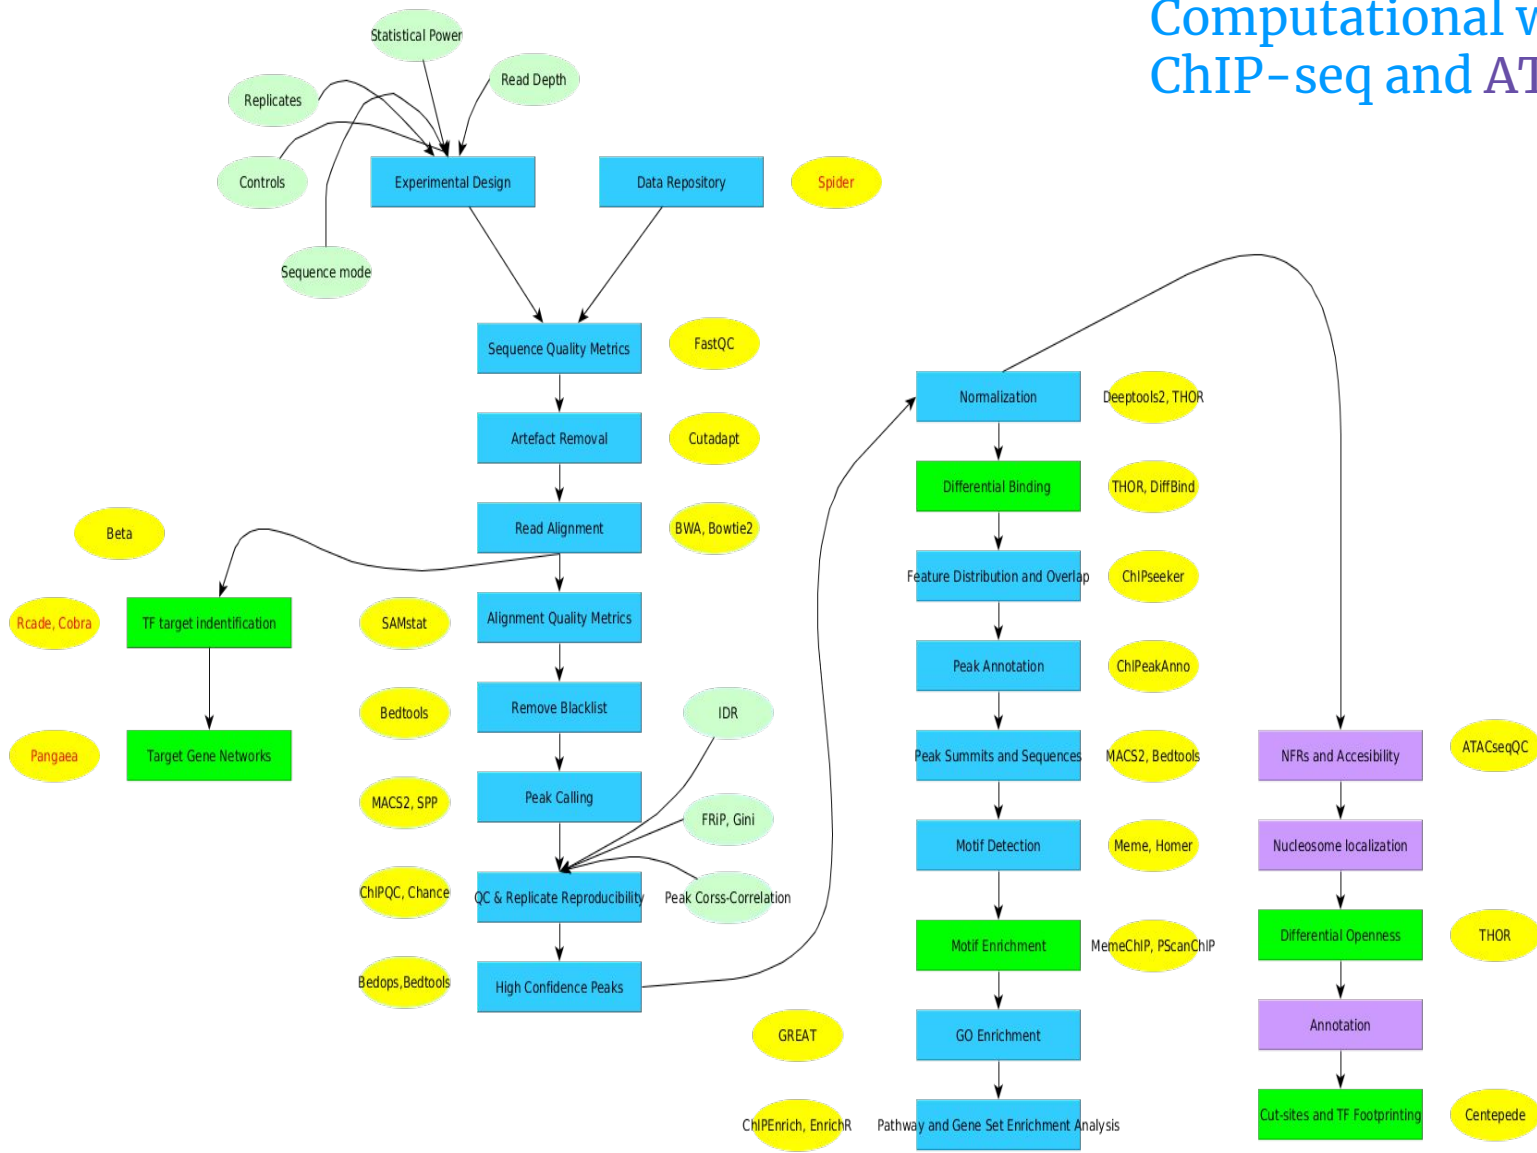 Computational w
ChIP-seq and AT
Statistical Power
Read Depth
Replicates
Controls
Experimental Design
Data Repository
Spider
Sequence mode
Sequence Quality Metrics
FastQC
Artefact Removal
Cutadapt
Read Alignment
BWA, Bowtie2
Beta
Rcade, Cobra
TF target indentification
SAMstat
Alignment Quality Metrics
Bedtools
Remove Blacklist
IDR
Pangaea
Target Gene Networks
MACS2, SPP
Peak Calling
FRiP, Gini
ChIPQC, Chance
QC & Replicate Reproducibility
Peak Corss-Correlation
Bedops,Bedtools
High Confidence Peaks
Normalization
Deeptools2, THOR
Differential Binding
THOR, DiffBind
Feature Distribution and Overlap
ChIPseeker
Peak Annotation
ChIPeakAnno
Peak Summits and Sequences
MACS2, Bedtools
Motif Detection
Meme, Homer
Motif Enrichment
MemeChIP, PScanChIP
GREAT
GO Enrichment
ChIPEnrich, EnrichR
Pathway and Gene Set Enrichment Analysis
NFRs and Accesibility
ATACseqQC
Nucleosome localization
Differential Openness
THOR
Annotation
Cut-sites and TF Footprinting
Centepede